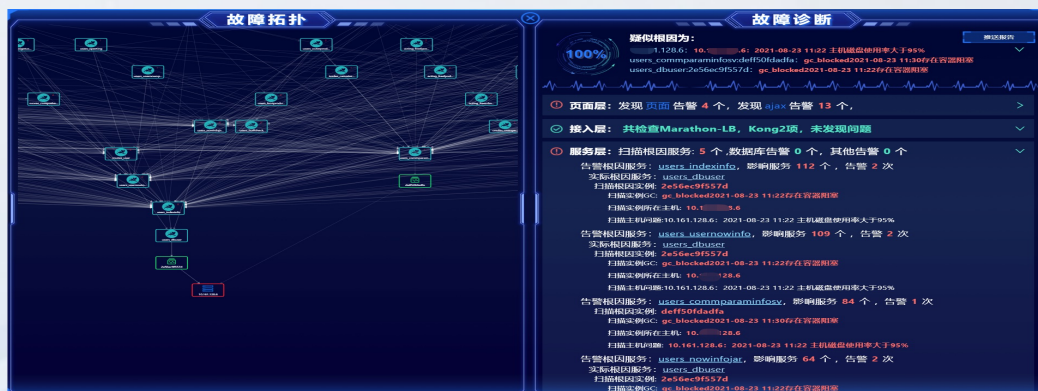 故障拓扑
故障诊断
100%
疑似根因为:
1.128.6: 10. .6: 2021-08-23 11:22 主机磁盘使用率大于95%
推送报告
users_commparaminfosv:deff50fdadfa: gc_blocked2021-08-23 11:30存在容器阻塞
users_dbuser:2e56ec9f557d: gc_blocked2021-08-23 11:22存在容器阻塞
页面层: 发现 页面 告警 4 个, 发现 ajax 告警 13 个,
接入层: 共检查Marathon-LB, Kong2项, 未发现问题
服务层: 扫描根因服务: 5 个,数据库告警 0 个, 其他告警 0 个
告警根因服务: users_indexinfo, 影响服务 112 个 , 告警 2 次
实际根因服务: users_dbuser
扫描根因实例: 2e56ec9f557d
扫描实例GC: gc_blocked2021-08-23 11:22存在容器阻塞
扫描实例所在主机: 10.1 8.6
扫描主机问题:10.161.128.6: 2021-08-23 11:22 主机磁盘使用率大于95%
告警根因服务: users_usernowinfo, 影响服务 109 个 , 告警 2 次
实际根因服务: users_dbuser
扫描根因实例: 2e56ec9f557d
扫描实例GC: gc_blocked2021-08-23 11:22存在容器阻塞
扫描实例所在主机: 10. 128.6
扫描主机问题:10.161.128.6: 2021-08-23 11:22 主机磁盘使用率大于95%
告警根因服务: users_commparaminfosv, 影响服务 84 个 , 告警 1 次
扫描根因实例: deff50fdadfa
扫描实例GC: gc_blocked2021-08-23 11:30存在容器阻塞
扫描实例所在主机: 10. 28.6
扫描主机问题: 10.161.128.6: 2021-08-23 11:22 主机磁盘使用率大于95%
告警根因服务: users_nowinfojar, 影响服务 64 个 , 告警 2 次
实际根因服务: users_dbuser
扫描根因实例: 2e56ec9f557d
扫描实例GC: gc_blocked2021-08-23 11:22存在容器阻塞